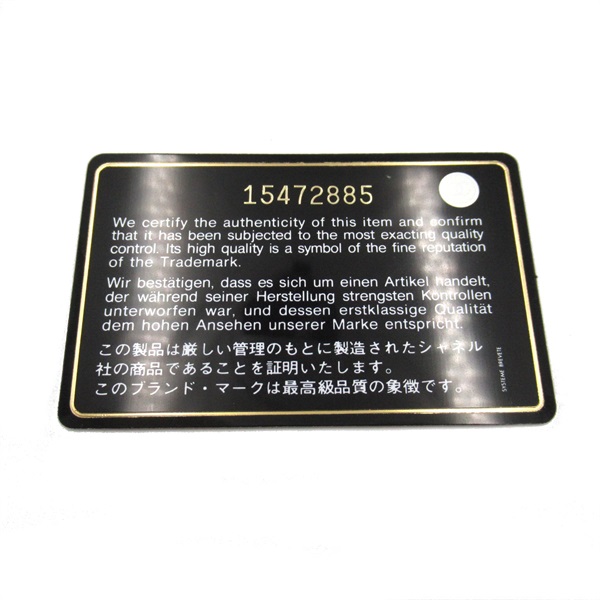 15472885
We certify the authenticity of this item and confirm
that it has been subjected to the most exacting quality
control. Its high quality is a symbol of the fine reputation
of the Trademark.
Wir bestätigen, dass es sich um einen Artikel handelt,
der während seiner Herstellung strengsten Kontrollen
unterworfen war, und dessen erstklassige Qualität
dem hohen Ansehen unserer Marke entspricht.
この製品は厳しい管理のもとに製造されたシャネル
社の商品であることを証明いたします。
このブランド・マークは最高級品質の象徴です。
SYSTEME BREVETE